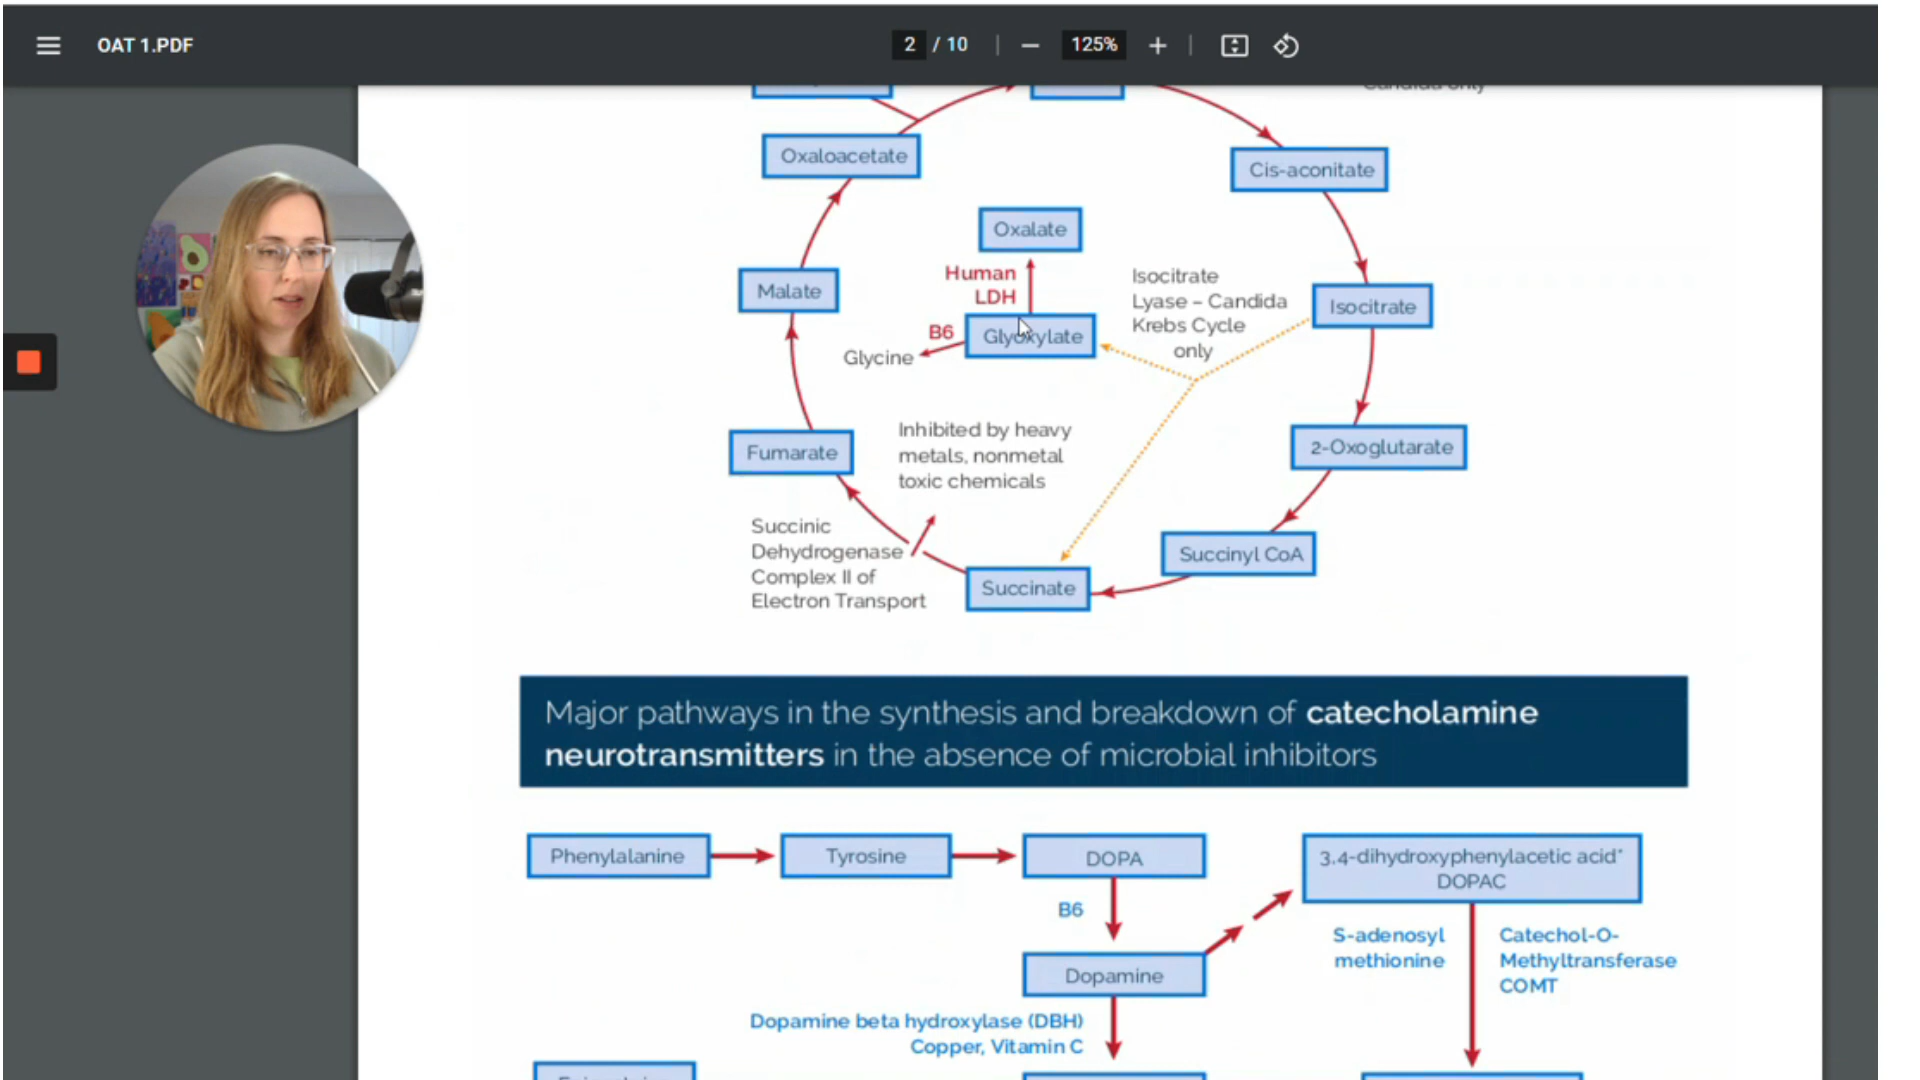 OAT 1.PDF
2 / 10
125%
Candida only
Oxaloacetate
Cis-aconitate
Oxalate
Human
LDH
Isocitrate
Lyase – Candida
Krebs Cycle
only
Malate
Isocitrate
B6
Glyoxylate
Glycine
Inhibited by heavy
metals, nonmetal
toxic chemicals
Fumarate
2-Oxoglutarate
Succinic
Dehydrogenase
Complex II of
Electron Transport
Succinyl CoA
Succinate
Major pathways in the synthesis and breakdown of catecholamine
neurotransmitters in the absence of microbial inhibitors
Phenylalanine
Tyrosine
DOPA
3,4-dihydroxyphenylacetic acid*
DOPAC
B6
S-adenosyl
methionine
Catechol-O-
Methyltransferase
COMT
Dopamine
Dopamine beta hydroxylase (DBH)
Copper, Vitamin C